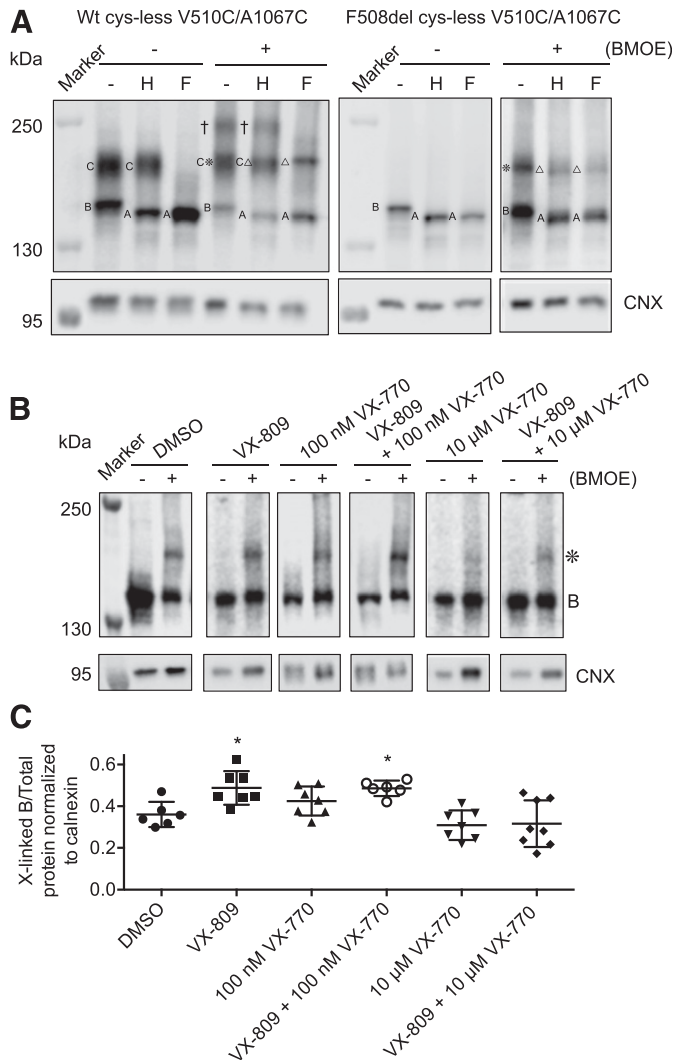 A
Wt cys-less V510C/A1067C
F508del cys-less V510C/A1067C
- + - + (BMOE)
kDa Marker - H F - H F Marker - H F - H F
250
† †
C C C※ C△ △ ※ △ △
B A A B A A B A A B A A
130
95
CNX
B
kDa Marker DMSO VX-809 100 nM VX-770 VX-809 + 100 nM VX-770 10 µM VX-770 VX-809 + 10 µM VX-770
- + - + - + - + - + - + (BMOE)
250
※
B
130
95
CNX
C
X-linked B/Total
protein normalized
to calnexin
0.6
0.4
0.2
0.0
* *
DMSO
VX-809
100 nM VX-770
VX-809 + 100 nM VX-770
10 µM VX-770
VX-809 + 10 µM VX-770